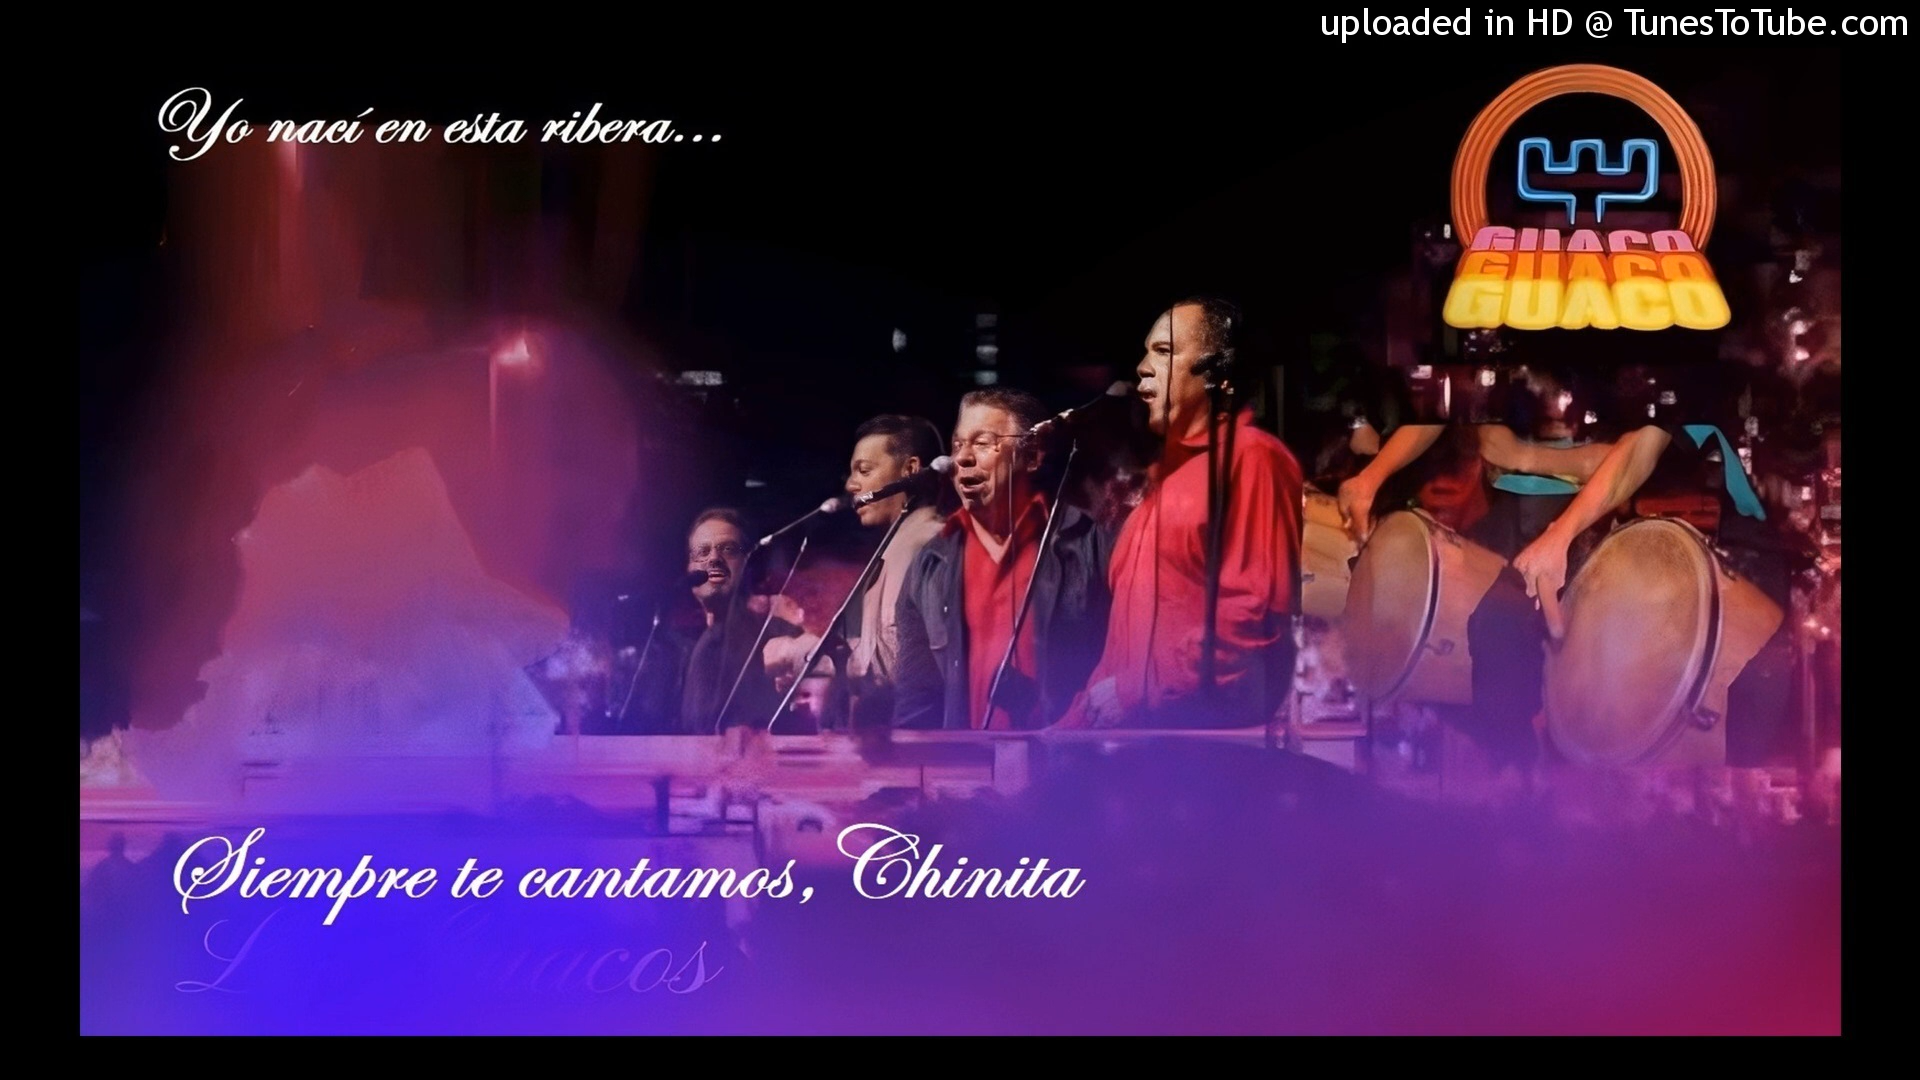 uploaded in HD @ TunesToTube.com
Yo nací en esta ribera...
GUACO
GUACO
GUACO
Siempre te cantamos, Chinita